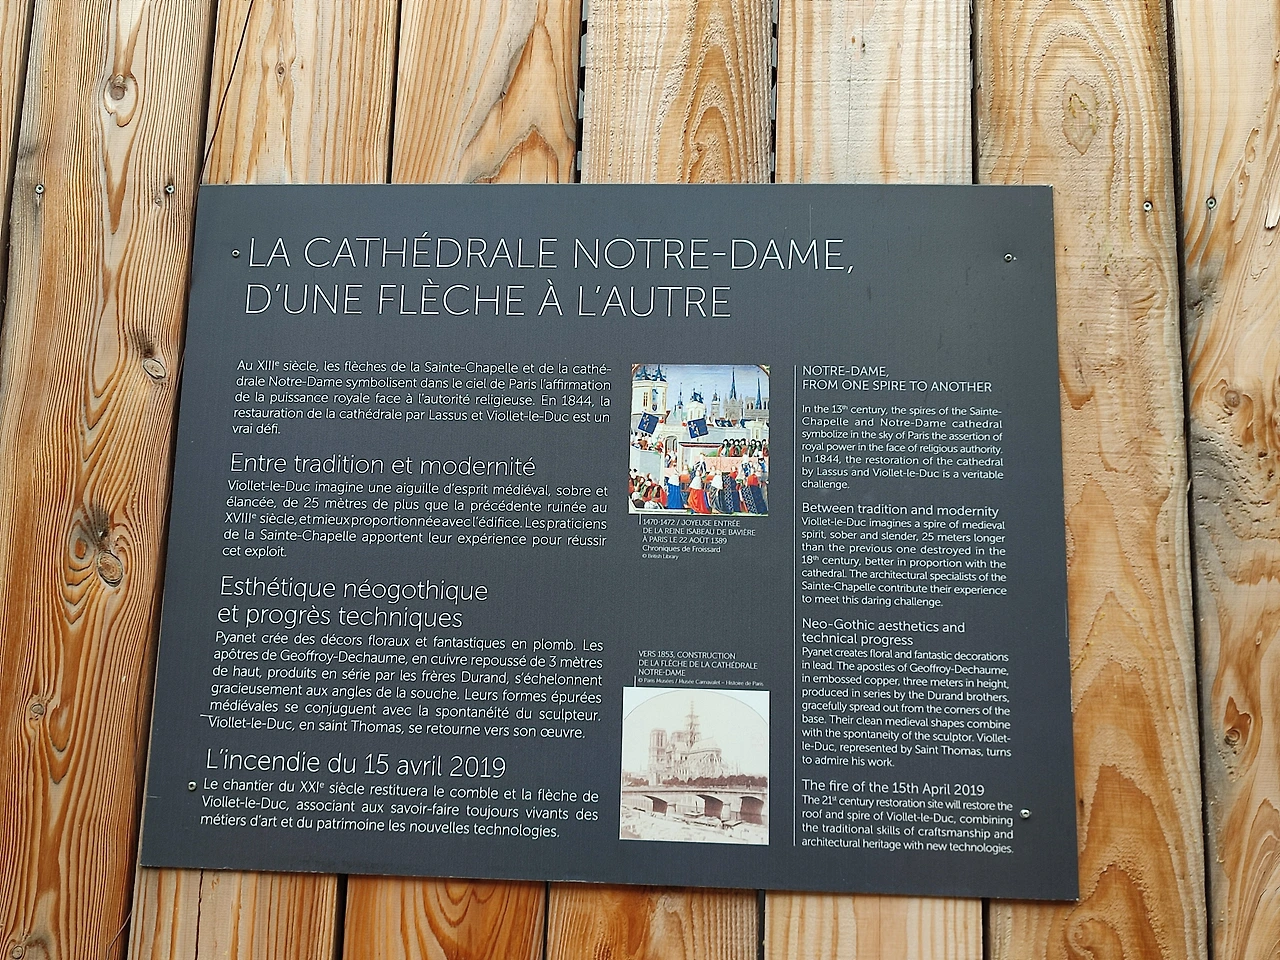 LA CATHÉDRALE NOTRE-DAME,
D'UNE FLÈCHE À L'AUTRE
Au XIIIe siècle, les flèches de la Sainte-Chapelle et de la cathé-
drale Notre-Dame symbolisent dans le ciel de Paris l'affirmation
de la puissance royale face à l'autorité religieuse. En 1844, la
restauration de la cathédrale par Lassus et Viollet-le-Duc est un
vrai défi.
Entre tradition et modernité
Viollet-le-Duc imagine une aiguille d'esprit médiéval, sobre et
élancée, de 25 mètres de plus que la précédente ruinée au
XVIIIe siècle, et mieux proportionnée avec l'édifice. Les praticiens
de la Sainte-Chapelle apportent leur expérience pour réussir
cet exploit.
Esthétique néogothique
et progrès techniques
Pyanet crée des décors floraux et fantastiques en plomb. Les
apôtres de Geoffroy-Dechaume, en cuivre repoussé de 3 mètres
de haut, produits en série par les frères Durand, s'échelonnent
gracieusement aux angles de la souche. Leurs formes épurées
médiévales se conjuguent avec la spontanéité du sculpteur.
Viollet-le-Duc, en saint Thomas, se retourne vers son œuvre.
L'incendie du 15 avril 2019
Le chantier du XXIe siècle restituera le comble et la flèche de
Viollet-le-Duc, associant aux savoir-faire toujours vivants des
métiers d'art et du patrimoine les nouvelles technologies.
1470-1472 / JOYEUSE ENTRÉE
DE LA REINE ISABEAU DE BAVIÈRE
À PARIS LE 22 AOÛT 1389
Chroniques de Froissard
© British Library
VERS 1853, CONSTRUCTION
DE LA FLÈCHE DE LA CATHÉDRALE
NOTRE-DAME
© Paris Musées / Musée Carnavalet – Histoire de Paris
NOTRE-DAME,
FROM ONE SPIRE TO ANOTHER
In the 13th century, the spires of the Sainte-
Chapelle and Notre-Dame cathedral
symbolize in the sky of Paris the assertion of
royal power in the face of religious authority.
In 1844, the restoration of the cathedral
by Lassus and Viollet-le-Duc is a veritable
challenge.
Between tradition and modernity
Viollet-le-Duc imagines a spire of medieval
spirit, sober and slender, 25 meters longer
than the previous one destroyed in the
18th century, better in proportion with the
cathedral. The architectural specialists of the
Sainte-Chapelle contribute their experience
to meet this daring challenge.
Neo-Gothic aesthetics and
technical progress
Pyanet creates floral and fantastic decorations
in lead. The apostles of Geoffroy-Dechaume,
in embossed copper, three meters in height,
produced in series by the Durand brothers,
gracefully spread out from the corners of the
base. Their clean medieval shapes combine
with the spontaneity of the sculptor. Viollet-
le-Duc, represented by Saint Thomas, turns
to admire his work.
The fire of the 15th April 2019
The 21st century restoration site will restore the
roof and spire of Viollet-le-Duc, combining
the traditional skills of craftsmanship and
architectural heritage with new technologies.